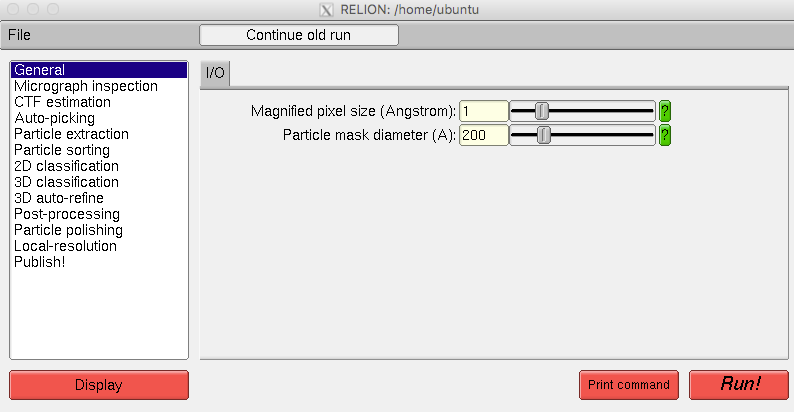 RELION: /home/ubuntu
File
Continue old run
General
Micrograph inspection
CTF estimation
Auto-picking
Particle extraction
Particle sorting
2D classification
3D classification
3D auto-refine
Post-processing
Particle polishing
Local-resolution
Publish!
I/O
Magnified pixel size (Angstrom): 1 ?
Particle mask diameter (A): 200 ?
Display
Print command
Run!